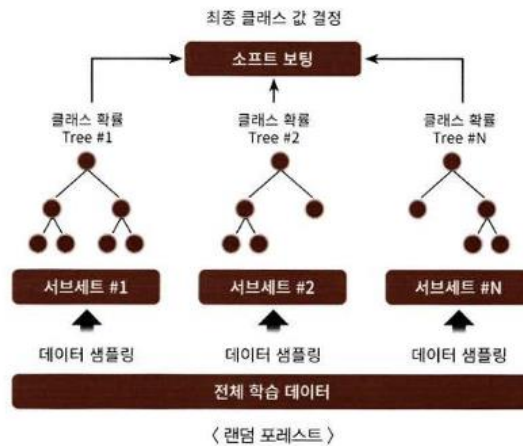 최종 클래스 값 결정
소프트 보팅
클래스 확률
Tree #1
클래스 확률
Tree #2
클래스 확률
Tree #N
서브세트 #1
서브세트 #2
서브세트 #N
데이터 샘플링
데이터 샘플링
데이터 샘플링
전체 학습 데이터
〈 랜덤 포레스트 〉